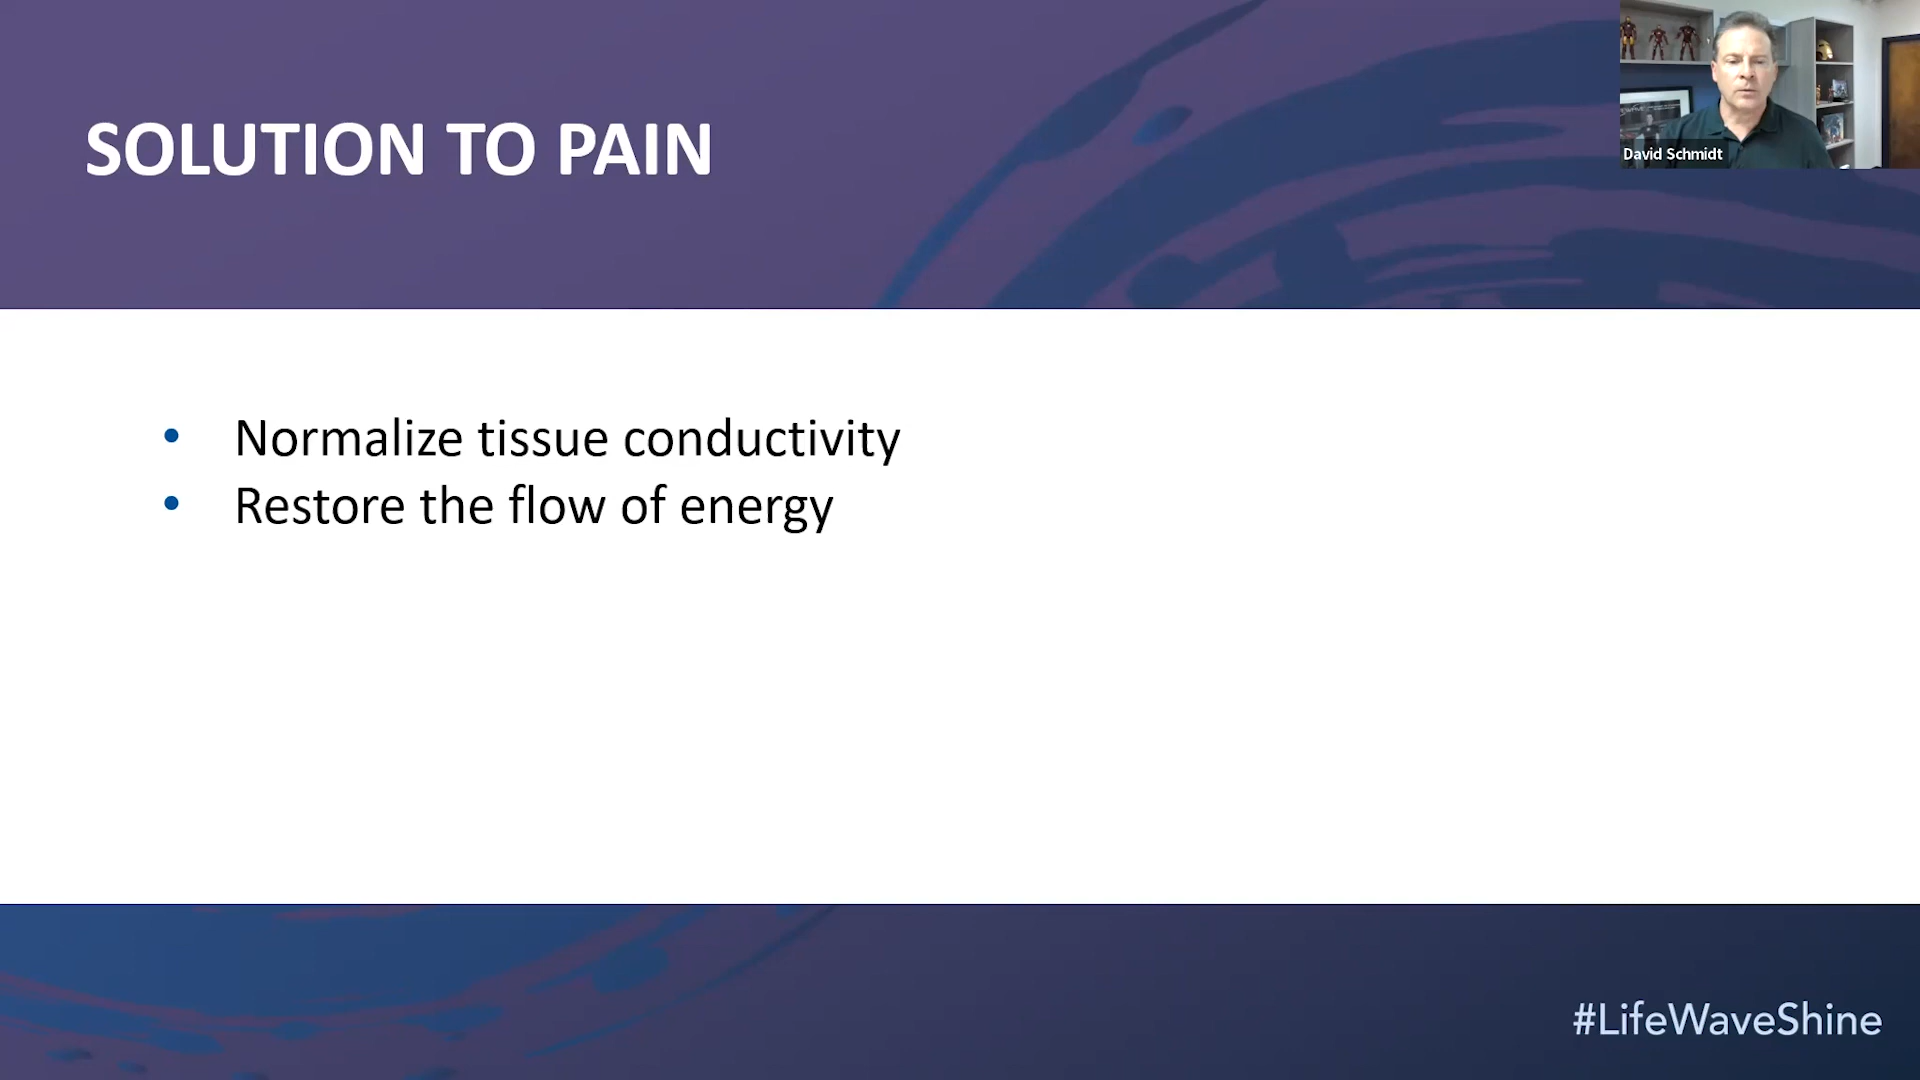 SOLUTION TO PAIN
David Schmidt
• Normalize tissue conductivity
• Restore the flow of energy
#LifeWaveShine